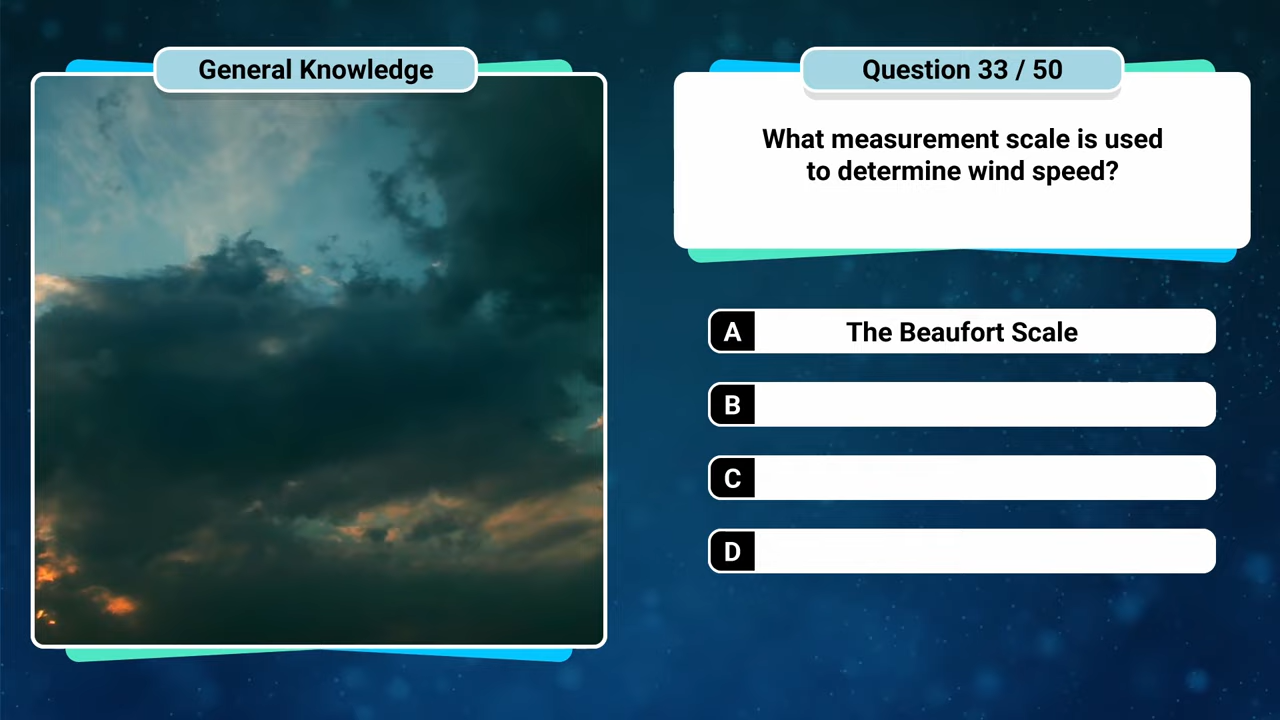 General Knowledge
Question 33 / 50
What measurement scale is used
to determine wind speed?
A The Beaufort Scale
B
C
D